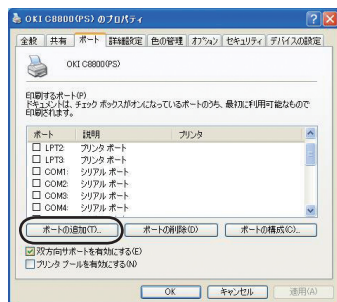 OKI C8800(PS) のプロパティ
全般 共有 ポート 詳細設定 色の管理 オプション セキュリティ デバイスの設定
OKI C8800(PS)
印刷するポート(P)
ドキュメントは、チェック ボックスがオンになっているポートのうち、最初に利用可能なもので
印刷されます。
ポート 説明 プリンタ
LPT2: プリンタ ポート
LPT3: プリンタ ポート
COM1: シリアル ポート
COM2: シリアル ポート
COM3: シリアル ポート
COM4: シリアル ポート
ポートの追加(T)... ポートの削除(D) ポートの構成(C)...
双方向サポートを有効にする(E)
プリンタ プールを有効にする(N)
OK キャンセル 適用(A)